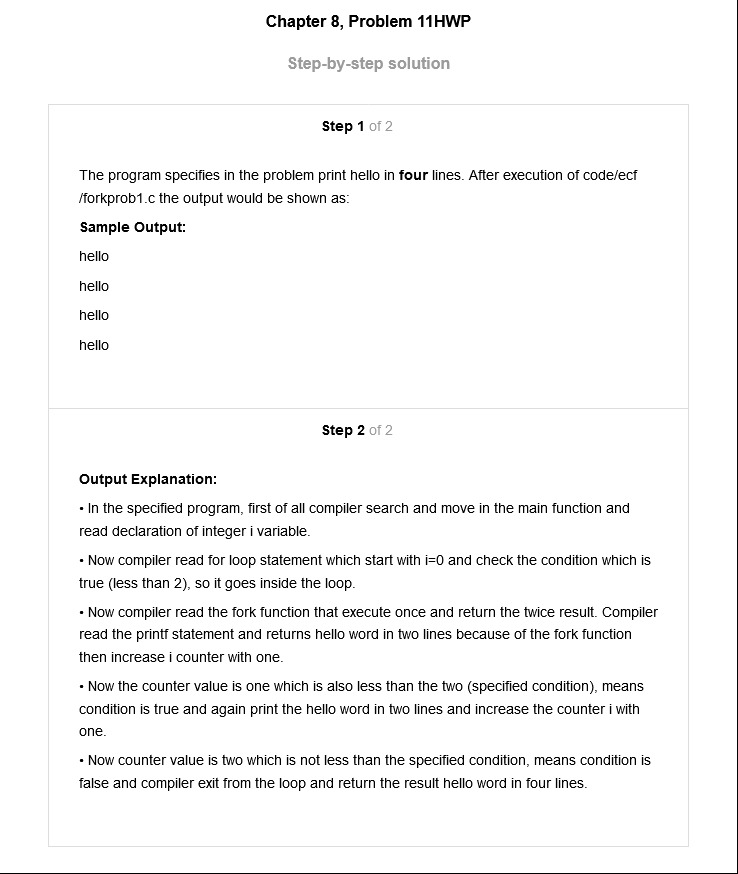 Chapter 8, Problem 11HWP
Step-by-step solution
Step 1 of 2
The program specifies in the problem print hello in four lines. After execution of code/ecf
/forkprob1.c the output would be shown as:
Sample Output:
hello
hello
hello
hello
Step 2 of 2
Output Explanation:
• In the specified program, first of all compiler search and move in the main function and
read declaration of integer i variable.
• Now compiler read for loop statement which start with i=0 and check the condition which is
true (less than 2), so it goes inside the loop.
• Now compiler read the fork function that execute once and return the twice result. Compiler
read the printf statement and returns hello word in two lines because of the fork function
then increase i counter with one.
• Now the counter value is one which is also less than the two (specified condition), means
condition is true and again print the hello word in two lines and increase the counter i with
one.
• Now counter value is two which is not less than the specified condition, means condition is
false and compiler exit from the loop and return the result hello word in four lines.